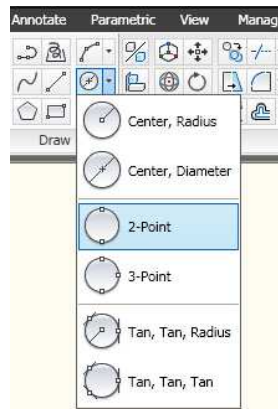 Annotate Parametric View Manag
Draw
Center, Radius
Center, Diameter
2-Point
3-Point
Tan, Tan, Radius
Tan, Tan, Tan